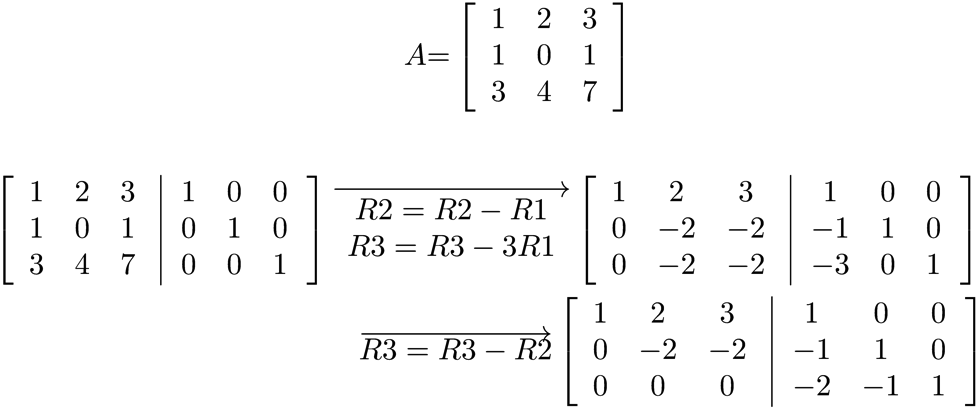 A= [ 1 2 3
1 0 1
3 4 7 ]
[ 1 2 3 | 1 0 0
1 0 1 | 0 1 0
3 4 7 | 0 0 1 ]
R2 = R2 − R1
R3 = R3 − 3R1
[ 1 2 3 | 1 0 0
0 −2 −2 | −1 1 0
0 −2 −2 | −3 0 1 ]
R3 = R3 − R2
[ 1 2 3 | 1 0 0
0 −2 −2 | −1 1 0
0 0 0 | −2 −1 1 ]